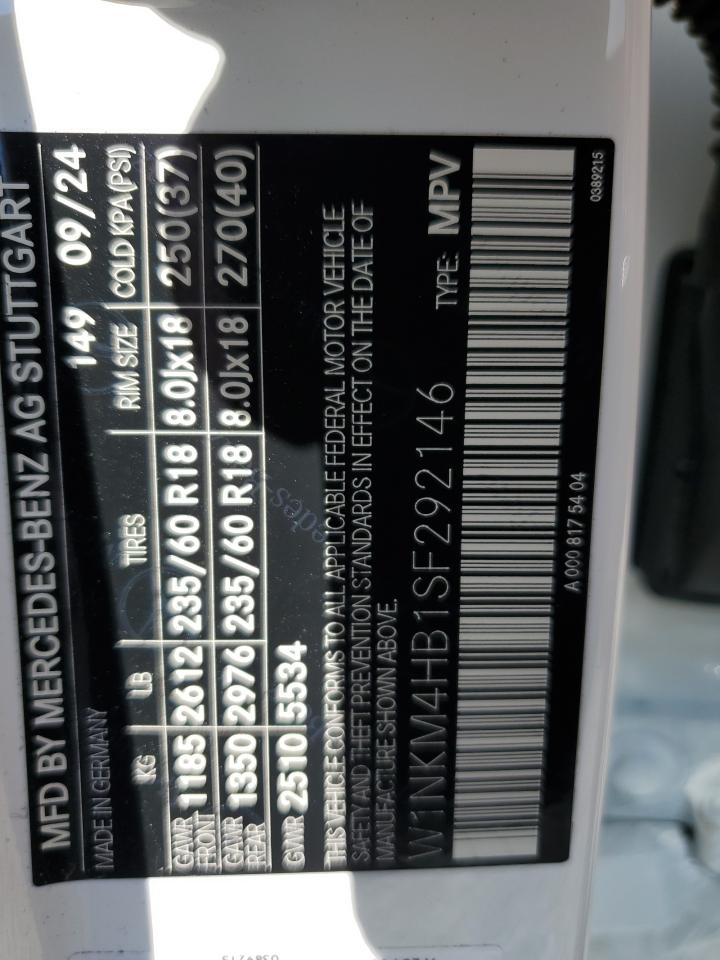 MFD BY MERCEDES-BENZ AG STUTTGART
MADE IN GERMANY 149 09/24
KG LB TIRES RIM SIZE COLD KPA(PSI)
GAWR FRONT 1185 2612 235/60 R18 8.0Jx18 250(37)
GAWR REAR 1350 2976 235/60 R18 8.0Jx18 270(40)
GVWR 2510 5534
THIS VEHICLE CONFORMS TO ALL APPLICABLE FEDERAL MOTOR VEHICLE
SAFETY AND THEFT PREVENTION STANDARDS IN EFFECT ON THE DATE OF
MANUFACTURE SHOWN ABOVE.
W1NKM4HB1SF292146 TYPE: MPV
A 000 817 54 04 0389215